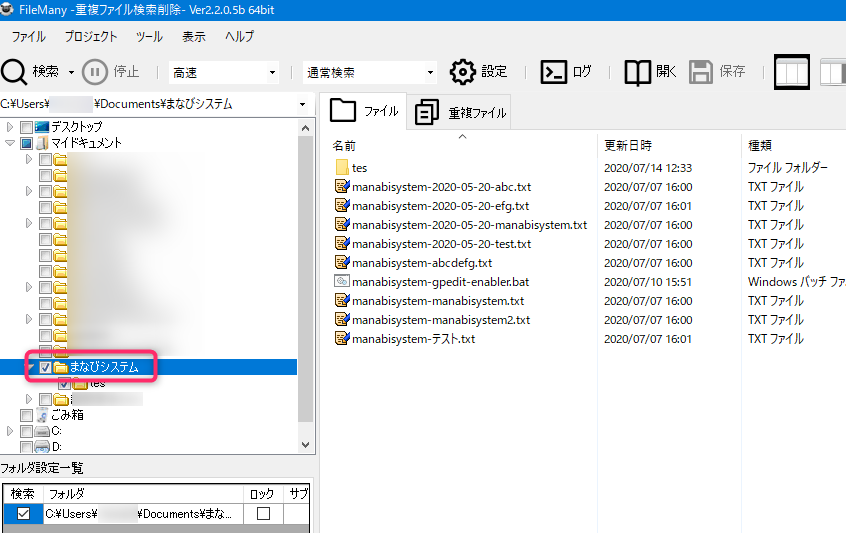 FileMany -重複ファイル検索削除- Ver2.2.0.5b 64bit
ファイル プロジェクト ツール 表示 ヘルプ
検索 停止 高速 通常検索 設定 ログ 開く 保存
C:¥Users¥ ¥Documents¥まなびシステム
デスクトップ
マイドキュメント
まなびシステム
tes
ごみ箱
C:
D:
フォルダ設定一覧
検索 フォルダ ロック サブ
C:¥Users¥ ¥Documents¥まな...
ファイル 重複ファイル
名前 更新日時 種類
tes 2020/07/14 12:33 ファイル フォルダー
manabisystem-2020-05-20-abc.txt 2020/07/07 16:00 TXT ファイル
manabisystem-2020-05-20-efg.txt 2020/07/07 16:01 TXT ファイル
manabisystem-2020-05-20-manabisystem.txt 2020/07/07 16:00 TXT ファイル
manabisystem-2020-05-20-test.txt 2020/07/07 16:00 TXT ファイル
manabisystem-abcdefg.txt 2020/07/07 16:00 TXT ファイル
manabisystem-gpedit-enabler.bat 2020/07/10 15:51 Windows バッチ ファ
manabisystem-manabisystem.txt 2020/07/07 16:00 TXT ファイル
manabisystem-manabisystem2.txt 2020/07/07 16:00 TXT ファイル
manabisystem-テスト.txt 2020/07/07 16:01 TXT ファイル